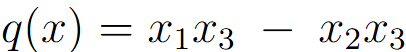 q(x) = x₁x₃ − x₂x₃